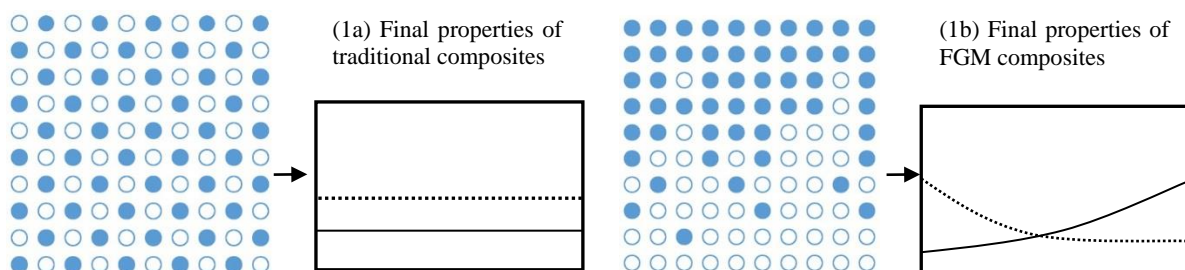 (1a) Final properties of
traditional composites
(1b) Final properties of
FGM composites